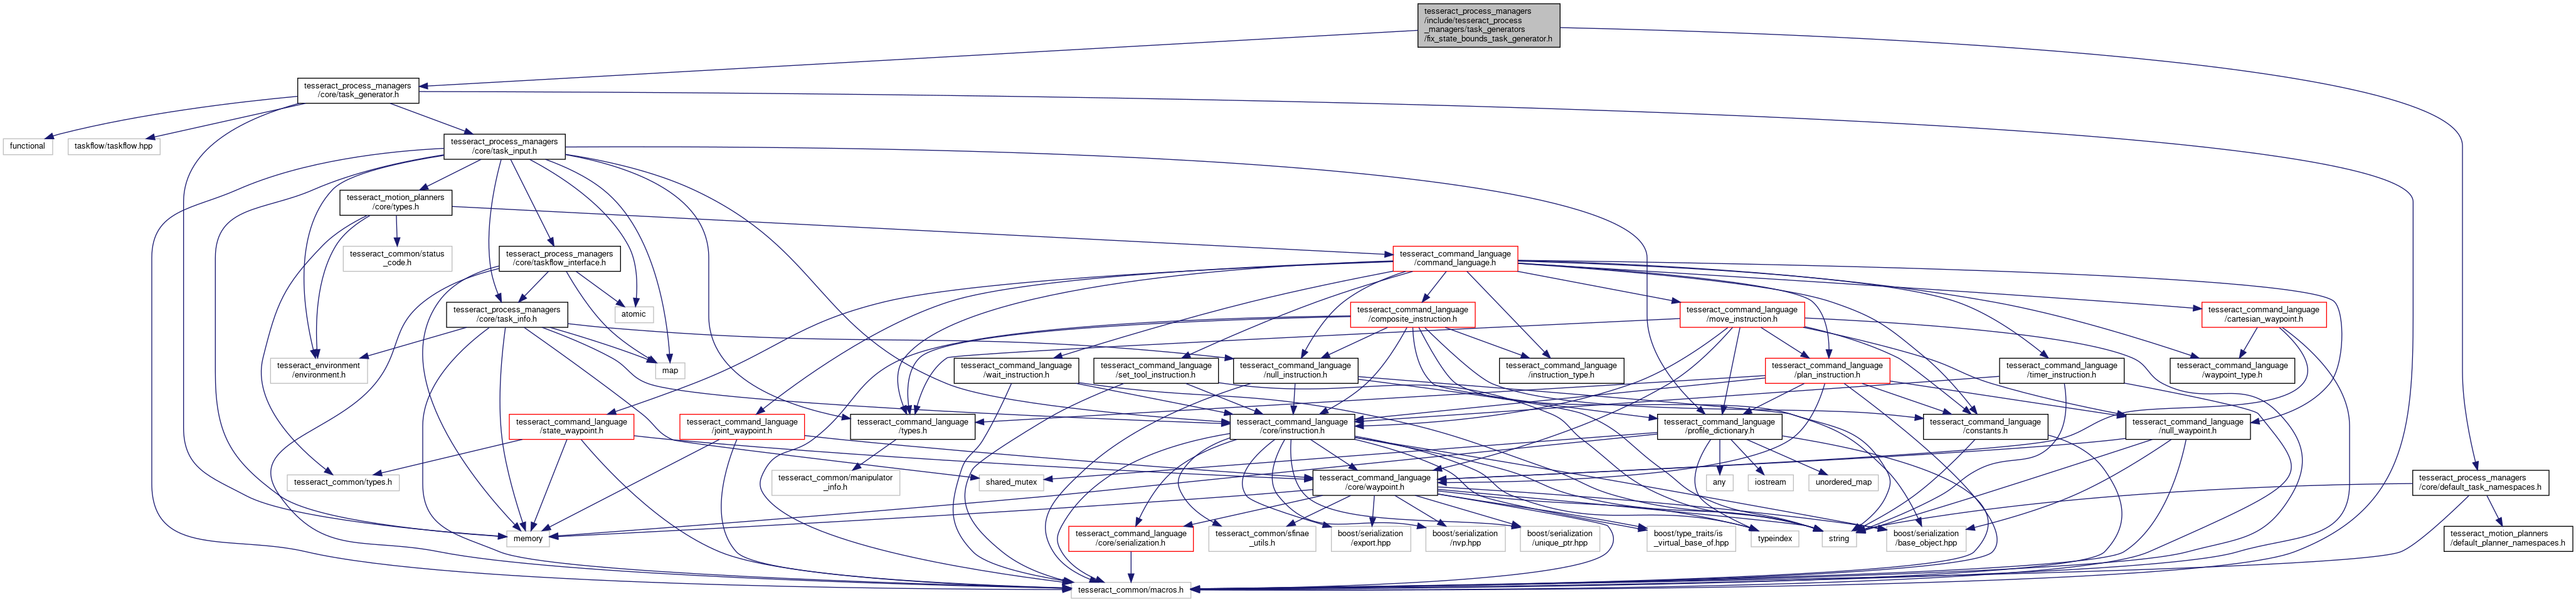 tesseract_process_managers
/include/tesseract_process
_managers/task_generators
/fix_state_bounds_task_generator.h
tesseract_process_managers
/core/task_generator.h
functional
taskflow/taskflow.hpp
tesseract_process_managers
/core/task_input.h
tesseract_motion_planners
/core/types.h
tesseract_common/status
_code.h
tesseract_process_managers
/core/taskflow_interface.h
tesseract_command_language
/command_language.h
tesseract_process_managers
/core/task_info.h
atomic
tesseract_command_language
/composite_instruction.h
tesseract_command_language
/move_instruction.h
tesseract_command_language
/cartesian_waypoint.h
tesseract_environment
/environment.h
map
tesseract_command_language
/wait_instruction.h
tesseract_command_language
/set_tool_instruction.h
tesseract_command_language
/null_instruction.h
tesseract_command_language
/instruction_type.h
tesseract_command_language
/plan_instruction.h
tesseract_command_language
/timer_instruction.h
tesseract_command_language
/waypoint_type.h
tesseract_command_language
/state_waypoint.h
tesseract_command_language
/joint_waypoint.h
tesseract_command_language
/types.h
tesseract_command_language
/core/instruction.h
tesseract_command_language
/profile_dictionary.h
tesseract_command_language
/constants.h
tesseract_command_language
/null_waypoint.h
tesseract_common/types.h
tesseract_common/manipulator
_info.h
shared_mutex
tesseract_command_language
/core/waypoint.h
any
iostream
unordered_map
tesseract_process_managers
/core/default_task_namespaces.h
memory
tesseract_command_language
/core/serialization.h
tesseract_common/sfinae
_utils.h
boost/serialization
/export.hpp
boost/serialization
/nvp.hpp
boost/serialization
/unique_ptr.hpp
boost/type_traits/is
_virtual_base_of.hpp
typeindex
string
boost/serialization
/base_object.hpp
tesseract_motion_planners
/default_planner_namespaces.h
tesseract_common/macros.h